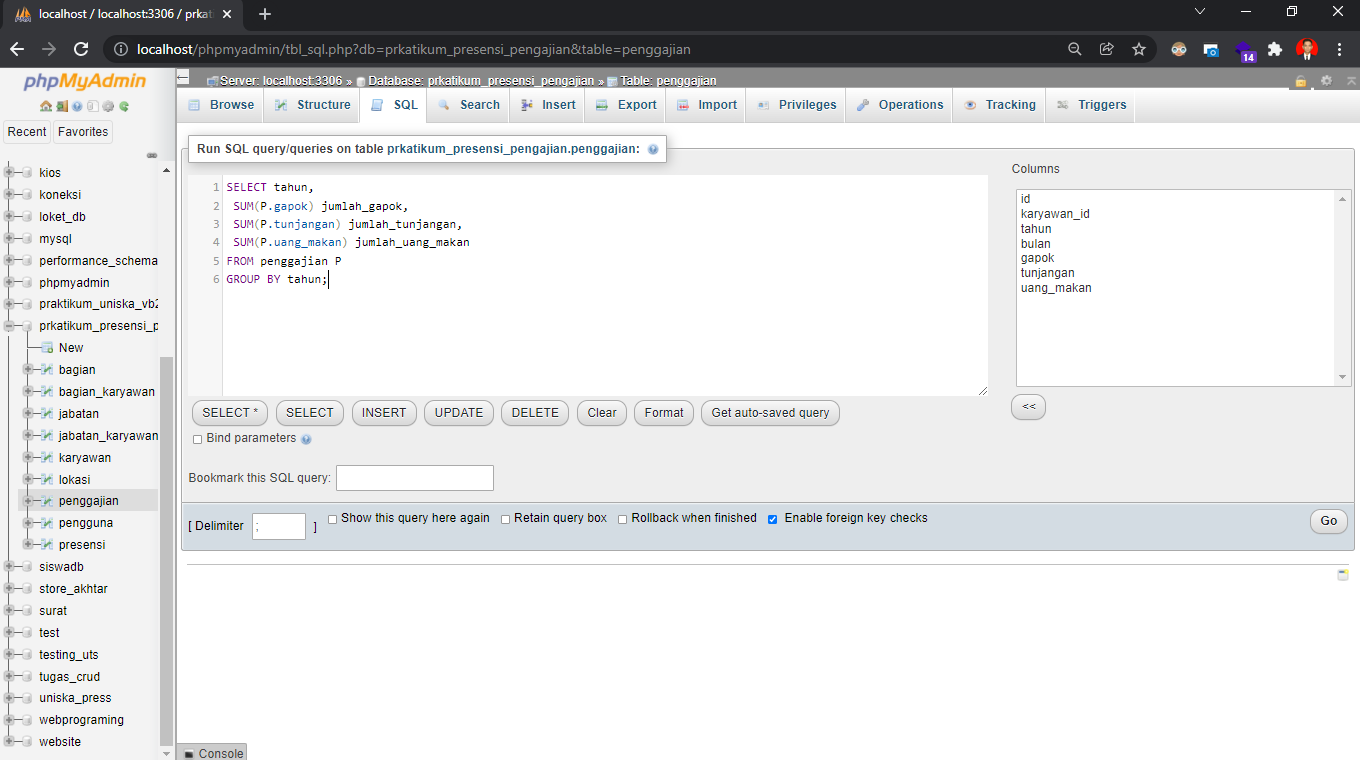 localhost / localhost:3306 / prkat
localhost/phpmyadmin/tbl_sql.php?db=prkatikum_presensi_pengajian&table=penggajian
14
phpMyAdmin
Recent
Favorites
kios
koneksi
loket_db
mysql
performance_schema
phpmyadmin
praktikum_uniska_vb2
prkatikum_presensi_p
New
bagian
bagian_karyawan
jabatan
jabatan_karyawan
karyawan
lokasi
penggajian
pengguna
presensi
siswadb
store_akhtar
surat
test
testing_uts
tugas_crud
uniska_press
webprograming
website
Server: localhost:3306 » Database: prkatikum_presensi_pengajian » Table: penggajian
Browse Structure SQL Search Insert Export Import Privileges Operations Tracking Triggers
Run SQL query/queries on table prkatikum_presensi_pengajian.penggajian:
1 SELECT tahun,
2 SUM(P.gapok) jumlah_gapok,
3 SUM(P.tunjangan) jumlah_tunjangan,
4 SUM(P.uang_makan) jumlah_uang_makan
5 FROM penggajian P
6 GROUP BY tahun;
Columns
id
karyawan_id
tahun
bulan
gapok
tunjangan
uang_makan
<<
SELECT * SELECT INSERT UPDATE DELETE Clear Format Get auto-saved query
Bind parameters
Bookmark this SQL query:
[ Delimiter ; ] Show this query here again Retain query box Rollback when finished Enable foreign key checks
Go
Console